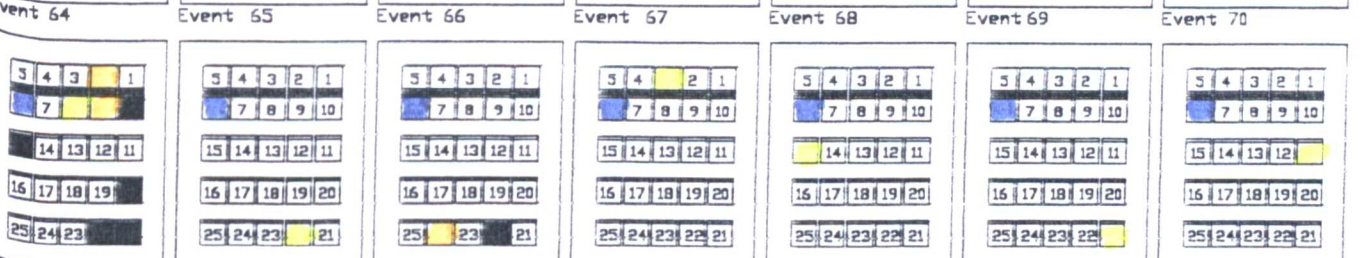 vent 64
Event 65
Event 66
Event 67
Event 68
Event 69
Event 70
5 4 3 1
7
14 13 12 11
16 17 18 19
25 24 23
5 4 3 2 1
7 8 9 10
15 14 13 12 11
16 17 18 19 20
25 24 23 21
5 4 3 2 1
7 8 9 10
15 14 13 12 11
16 17 18 19 20
25 23 21
5 4 2 1
7 8 9 10
15 14 13 12 11
16 17 18 19 20
25 24 23 22 21
5 4 3 2 1
7 8 9 10
14 13 12 11
16 17 18 19 20
25 24 23 22 21
5 4 3 2 1
7 8 9 10
15 14 13 12 11
16 17 18 19 20
25 24 23 22
5 4 3 2 1
7 8 9 10
15 14 13 12
16 17 18 19 20
25 24 23 22 21